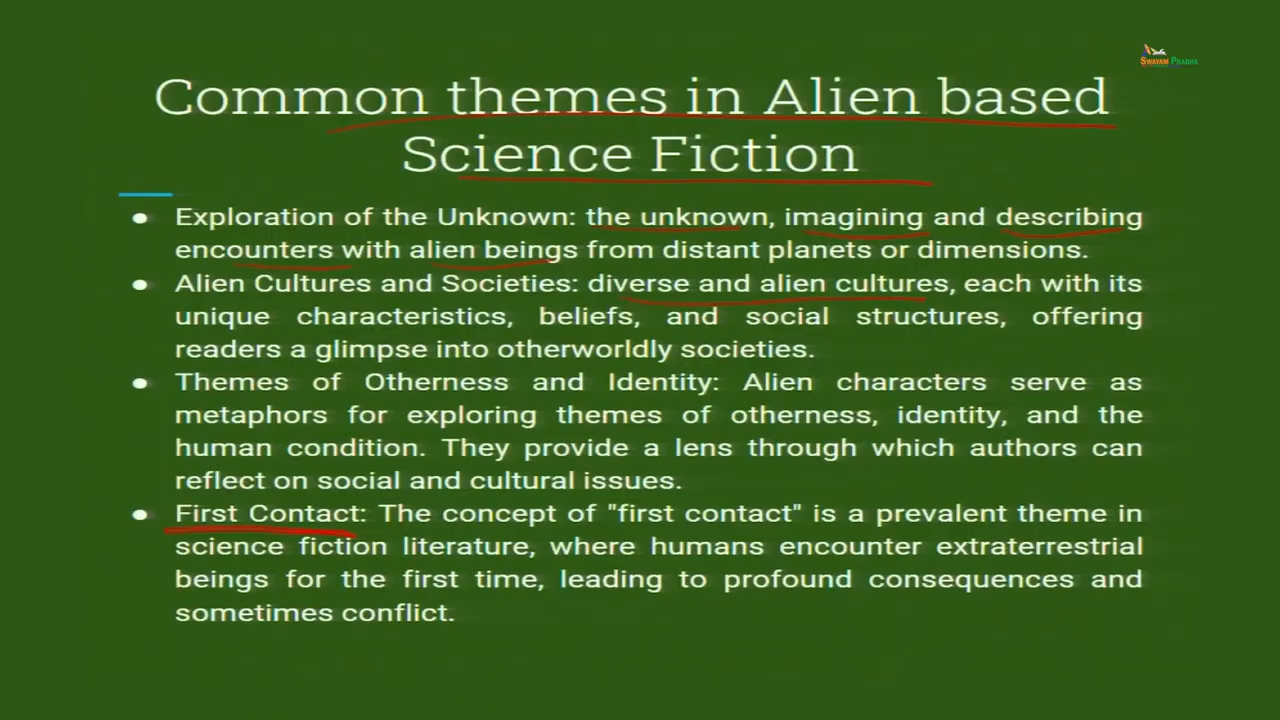 SWAYAM PRABHA
Common themes in Alien based
Science Fiction
● Exploration of the Unknown: the unknown, imagining and describing
encounters with alien beings from distant planets or dimensions.
● Alien Cultures and Societies: diverse and alien cultures, each with its
unique characteristics, beliefs, and social structures, offering
readers a glimpse into otherworldly societies.
● Themes of Otherness and Identity: Alien characters serve as
metaphors for exploring themes of otherness, identity, and the
human condition. They provide a lens through which authors can
reflect on social and cultural issues.
● First Contact: The concept of "first contact" is a prevalent theme in
science fiction literature, where humans encounter extraterrestrial
beings for the first time, leading to profound consequences and
sometimes conflict.